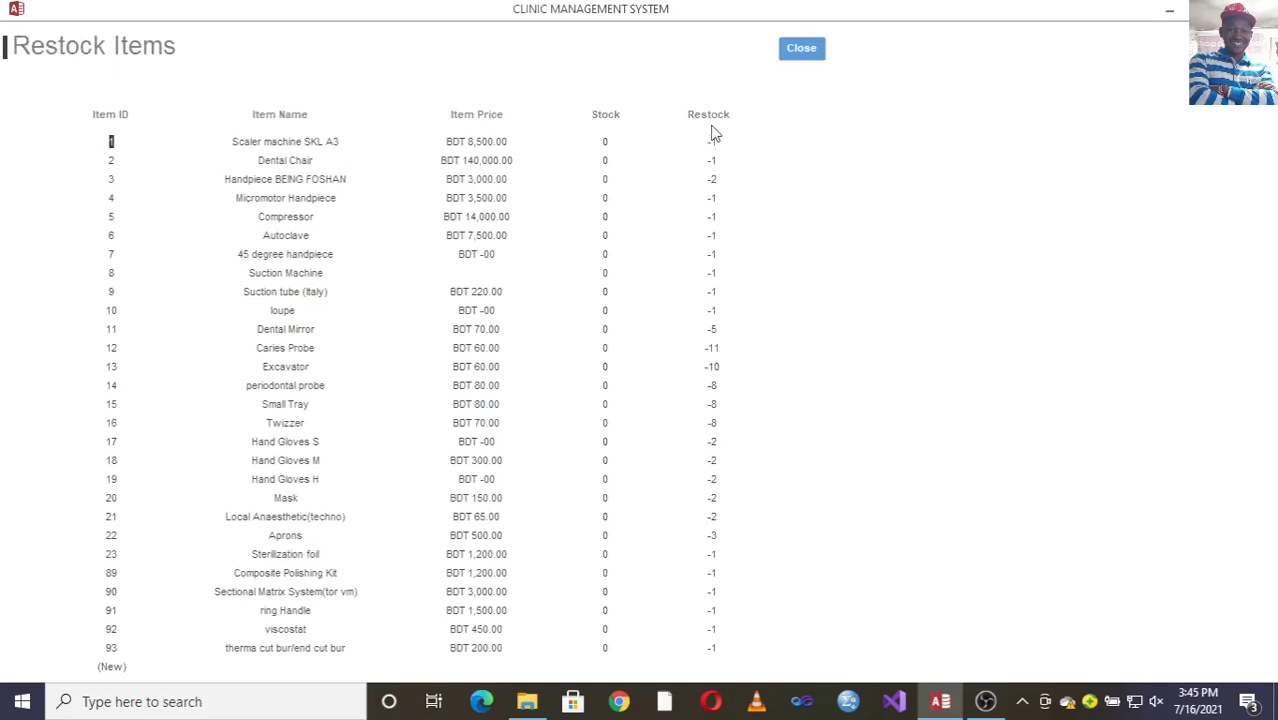 CLINIC MANAGEMENT SYSTEM
Restock Items
Close
Item ID Item Name Item Price Stock Restock
1 Scaler machine SKL A3 BDT 8,500.00 0 -1
2 Dental Chair BDT 140,000.00 0 -1
3 Handpiece BEING FOSHAN BDT 3,000.00 0 -2
4 Micromotor Handpiece BDT 3,500.00 0 -1
5 Compressor BDT 14,000.00 0 -1
6 Autoclave BDT 7,500.00 0 -1
7 45 degree handpiece BDT -00 0 -1
8 Suction Machine 0 -1
9 Suction tube (Italy) BDT 220.00 0 -1
10 loupe BDT -00 0 -1
11 Dental Mirror BDT 70.00 0 -5
12 Caries Probe BDT 60.00 0 -11
13 Excavator BDT 60.00 0 -10
14 periodontal probe BDT 80.00 0 -8
15 Small Tray BDT 80.00 0 -8
16 Twizzer BDT 70.00 0 -8
17 Hand Gloves S BDT -00 0 -2
18 Hand Gloves M BDT 300.00 0 -2
19 Hand Gloves H BDT -00 0 -2
20 Mask BDT 150.00 0 -2
21 Local Anaesthetic(techno) BDT 65.00 0 -2
22 Aprons BDT 500.00 0 -3
23 Sterilization foil BDT 1,200.00 0 -1
89 Composite Polishing Kit BDT 1,200.00 0 -1
90 Sectional Matrix System(tor vm) BDT 3,000.00 0 -1
91 ring Handle BDT 1,500.00 0 -1
92 viscostat BDT 450.00 0 -1
93 therma cut bur/end cut bur BDT 200.00 0 -1
(New)
Type here to search
3:45 PM
7/16/2021
3